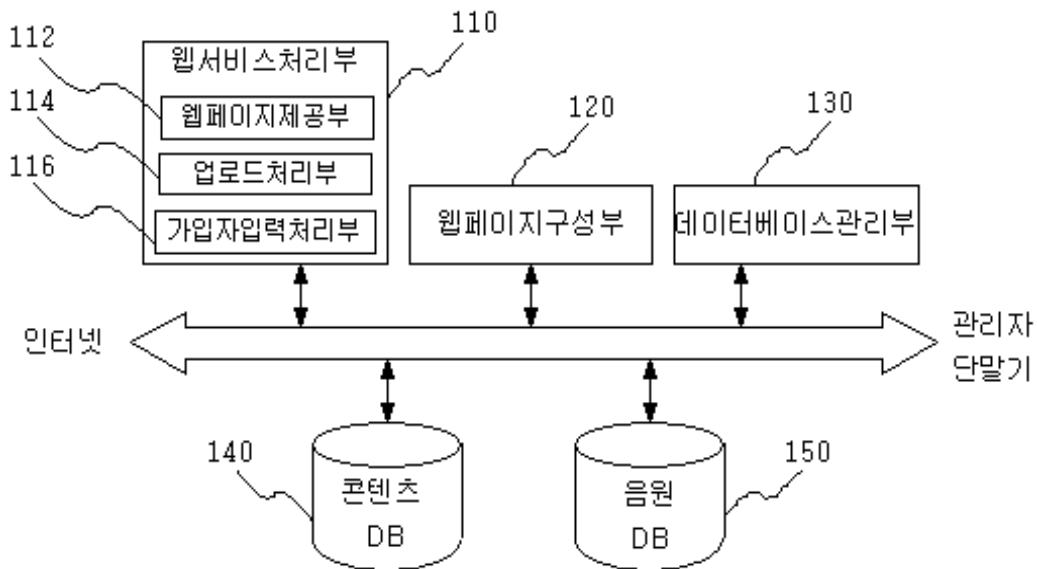 112
웹서비스처리부
110
114
웹페이지제공부
120
130
116
업로드처리부
가입자입력처리부
웹페이지구성부
데이터베이스관리부
인터넷
관리자
단말기
140
콘텐츠
DB
음원
DB
150